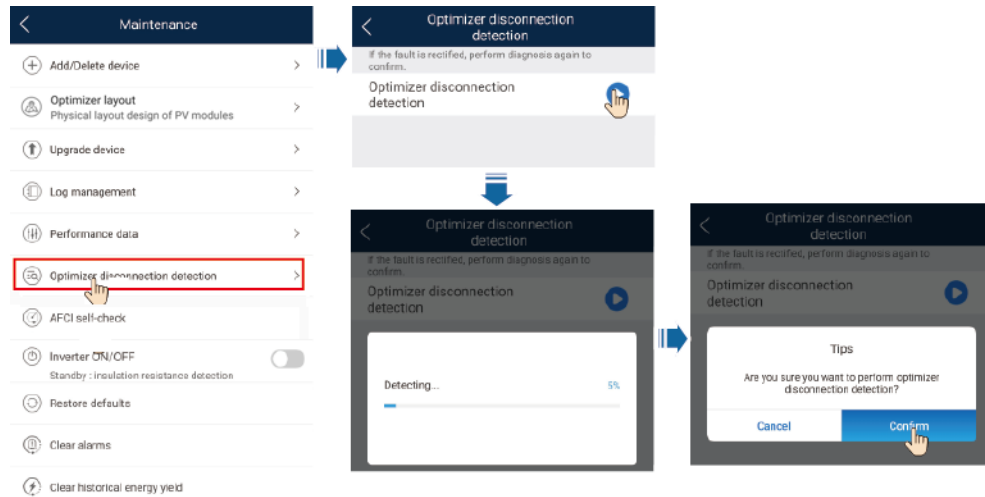 Maintenance
Add/Delete device
Optimizer layout
Physical layout design of PV modules
Upgrade device
Log management
Performance data
Optimizer disconnection detection
AFCI self-check
Inverter ON/OFF
Standby : insulation resistance detection
Restore defaults
Clear alarms
Clear historical energy yield
Optimizer disconnection
detection
If the fault is rectified, perform diagnosis again to
confirm.
Optimizer disconnection
detection
Optimizer disconnection
detection
If the fault is rectified, perform diagnosis again to
confirm.
Optimizer disconnection
detection
Detecting...
5%
Optimizer disconnection
detection
If the fault is rectified, perform diagnosis again to
confirm.
Optimizer disconnection
detection
Tips
Are you sure you want to perform optimizer
disconnection detection?
Cancel
Confirm